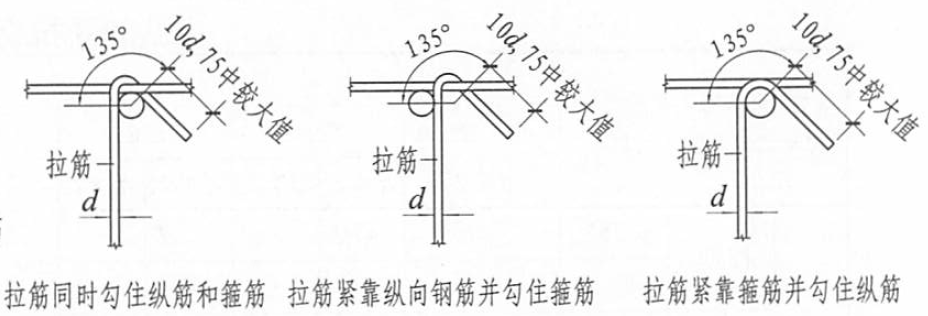 135°
10d,75中较大值
拉筋
d
拉筋同时勾住纵筋和箍筋
135°
10d,75中较大值
拉筋
d
拉筋紧靠纵向钢筋并勾住箍筋
135°
10d,75中较大值
拉筋
d
拉筋紧靠箍筋并勾住纵筋